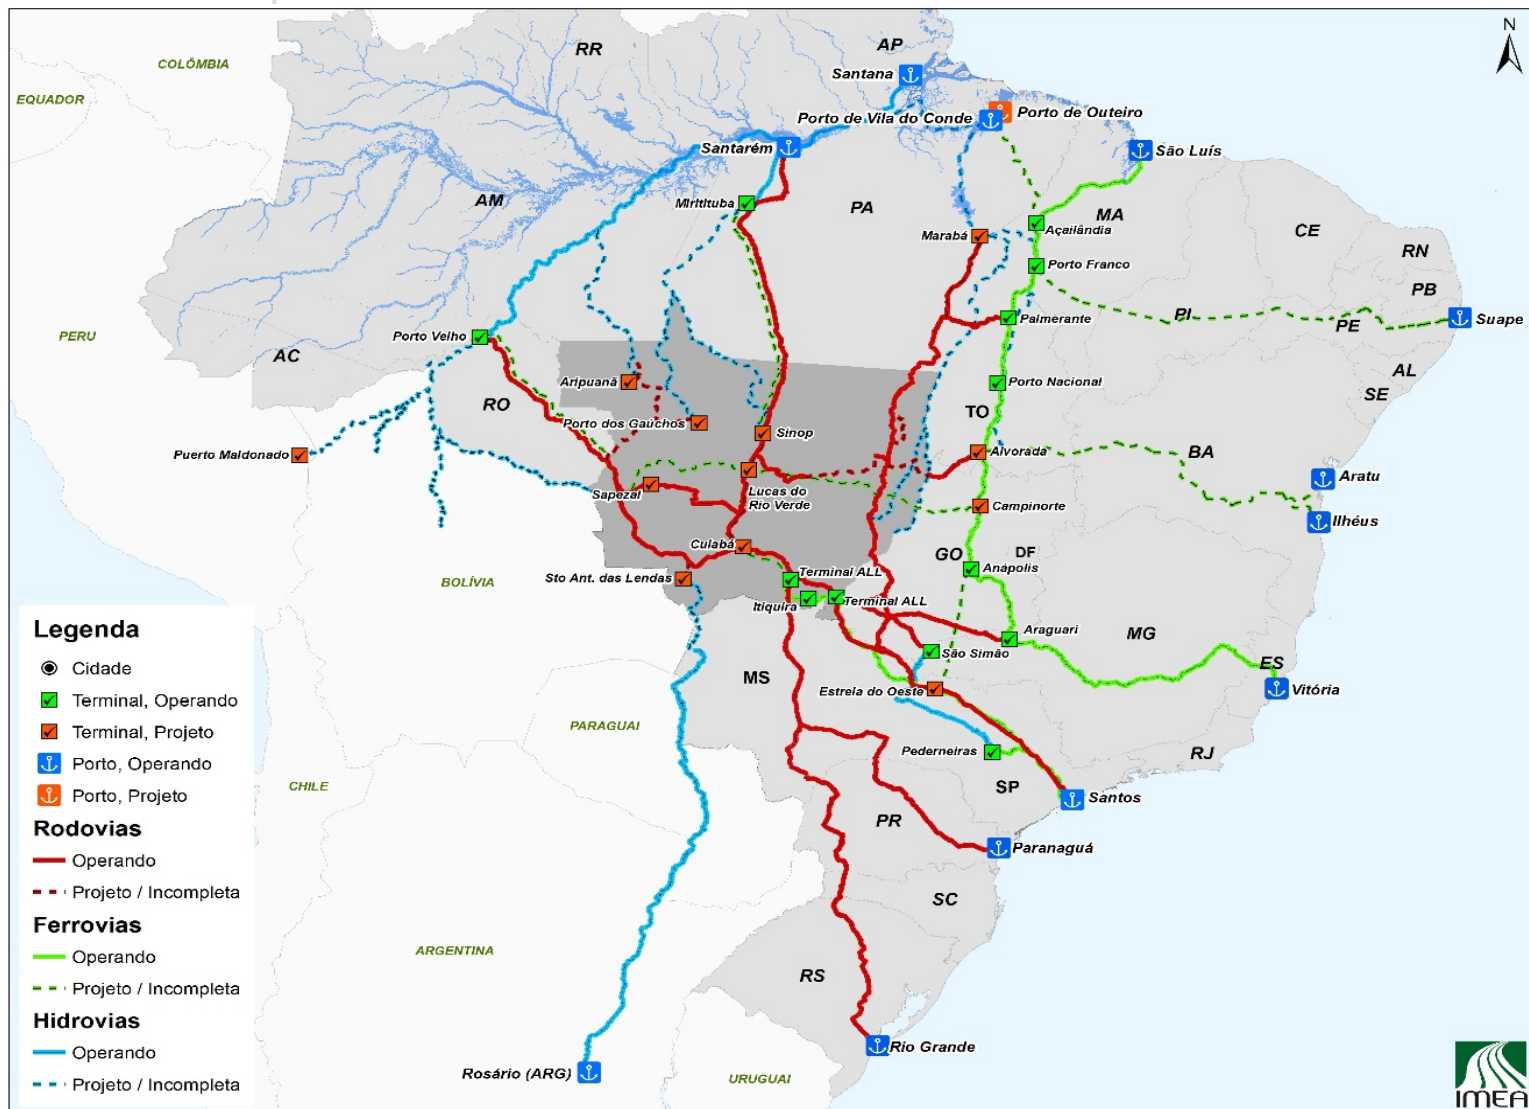 N
COLÔMBIA
EQUADOR
PERU
BOLÍVIA
PARAGUAI
CHILE
ARGENTINA
URUGUAI
RR
AP
AM
PA
MA
CE
RN
PB
PI
PE
AL
SE
AC
RO
TO
BA
GO
DF
MG
ES
MS
SP
RJ
PR
SC
RS
Santana
Porto de Vila do Conde
Porto de Outeiro
Santarém
São Luís
Miritituba
Marabá
Açailândia
Porto Franco
Palmerante
Suape
Porto Velho
Aripuanã
Porto Nacional
Porto dos Gaúchos
Sinop
Puerto Maldonado
Alvorada
Aratu
Sapezal
Lucas do
Rio Verde
Campinorte
Ilhéus
Cuiabá
Sto Ant. das Lendas
Terminal ALL
Anápolis
Itiquira
Terminal ALL
Araguari
São Simão
Estrela do Oeste
Vitória
Pederneiras
Santos
Paranaguá
Rio Grande
Rosário (ARG)
Legenda
Cidade
Terminal, Operando
Terminal, Projeto
Porto, Operando
Porto, Projeto
Rodovias
Operando
Projeto / Incompleta
Ferrovias
Operando
Projeto / Incompleta
Hidrovias
Operando
Projeto / Incompleta
IMEA